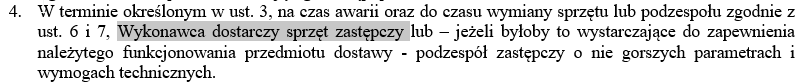 4. W terminie określonym w ust. 3, na czas awarii oraz do czasu wymiany sprzętu lub podzespołu zgodnie z
ust. 6 i 7, Wykonawca dostarczy sprzęt zastępczy lub – jeżeli byłoby to wystarczające do zapewnienia
należytego funkcjonowania przedmiotu dostawy - podzespół zastępczy o nie gorszych parametrach i
wymogach technicznych.